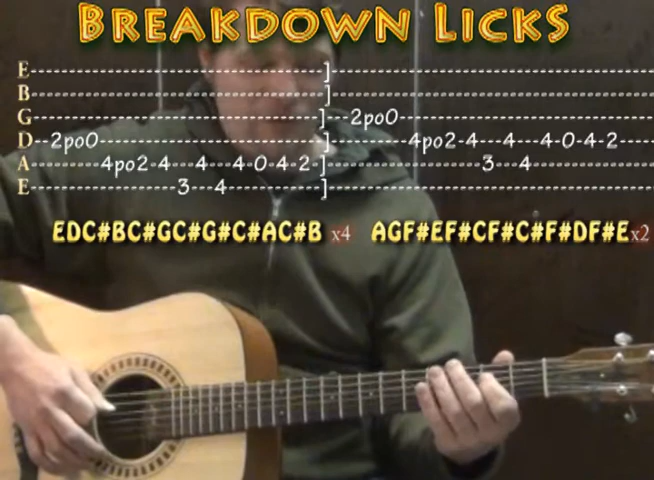 BREAKDOWN LICKS
E-----------------------------------]-----------------------------------
B-----------------------------------]-----------------------------------
G-----------------------------------]--2po0----------------------------
D--2po0----------------------------]---------4po2-4---4---4-0-4-2----
A---------4po2-4---4---4-0-4-2-]------------------3---4--------------
E------------------3---4------------]-----------------------------------
EDC#BC#GC#G#C#AC#B x4 AGF#EF#CF#C#F#DF#E x2